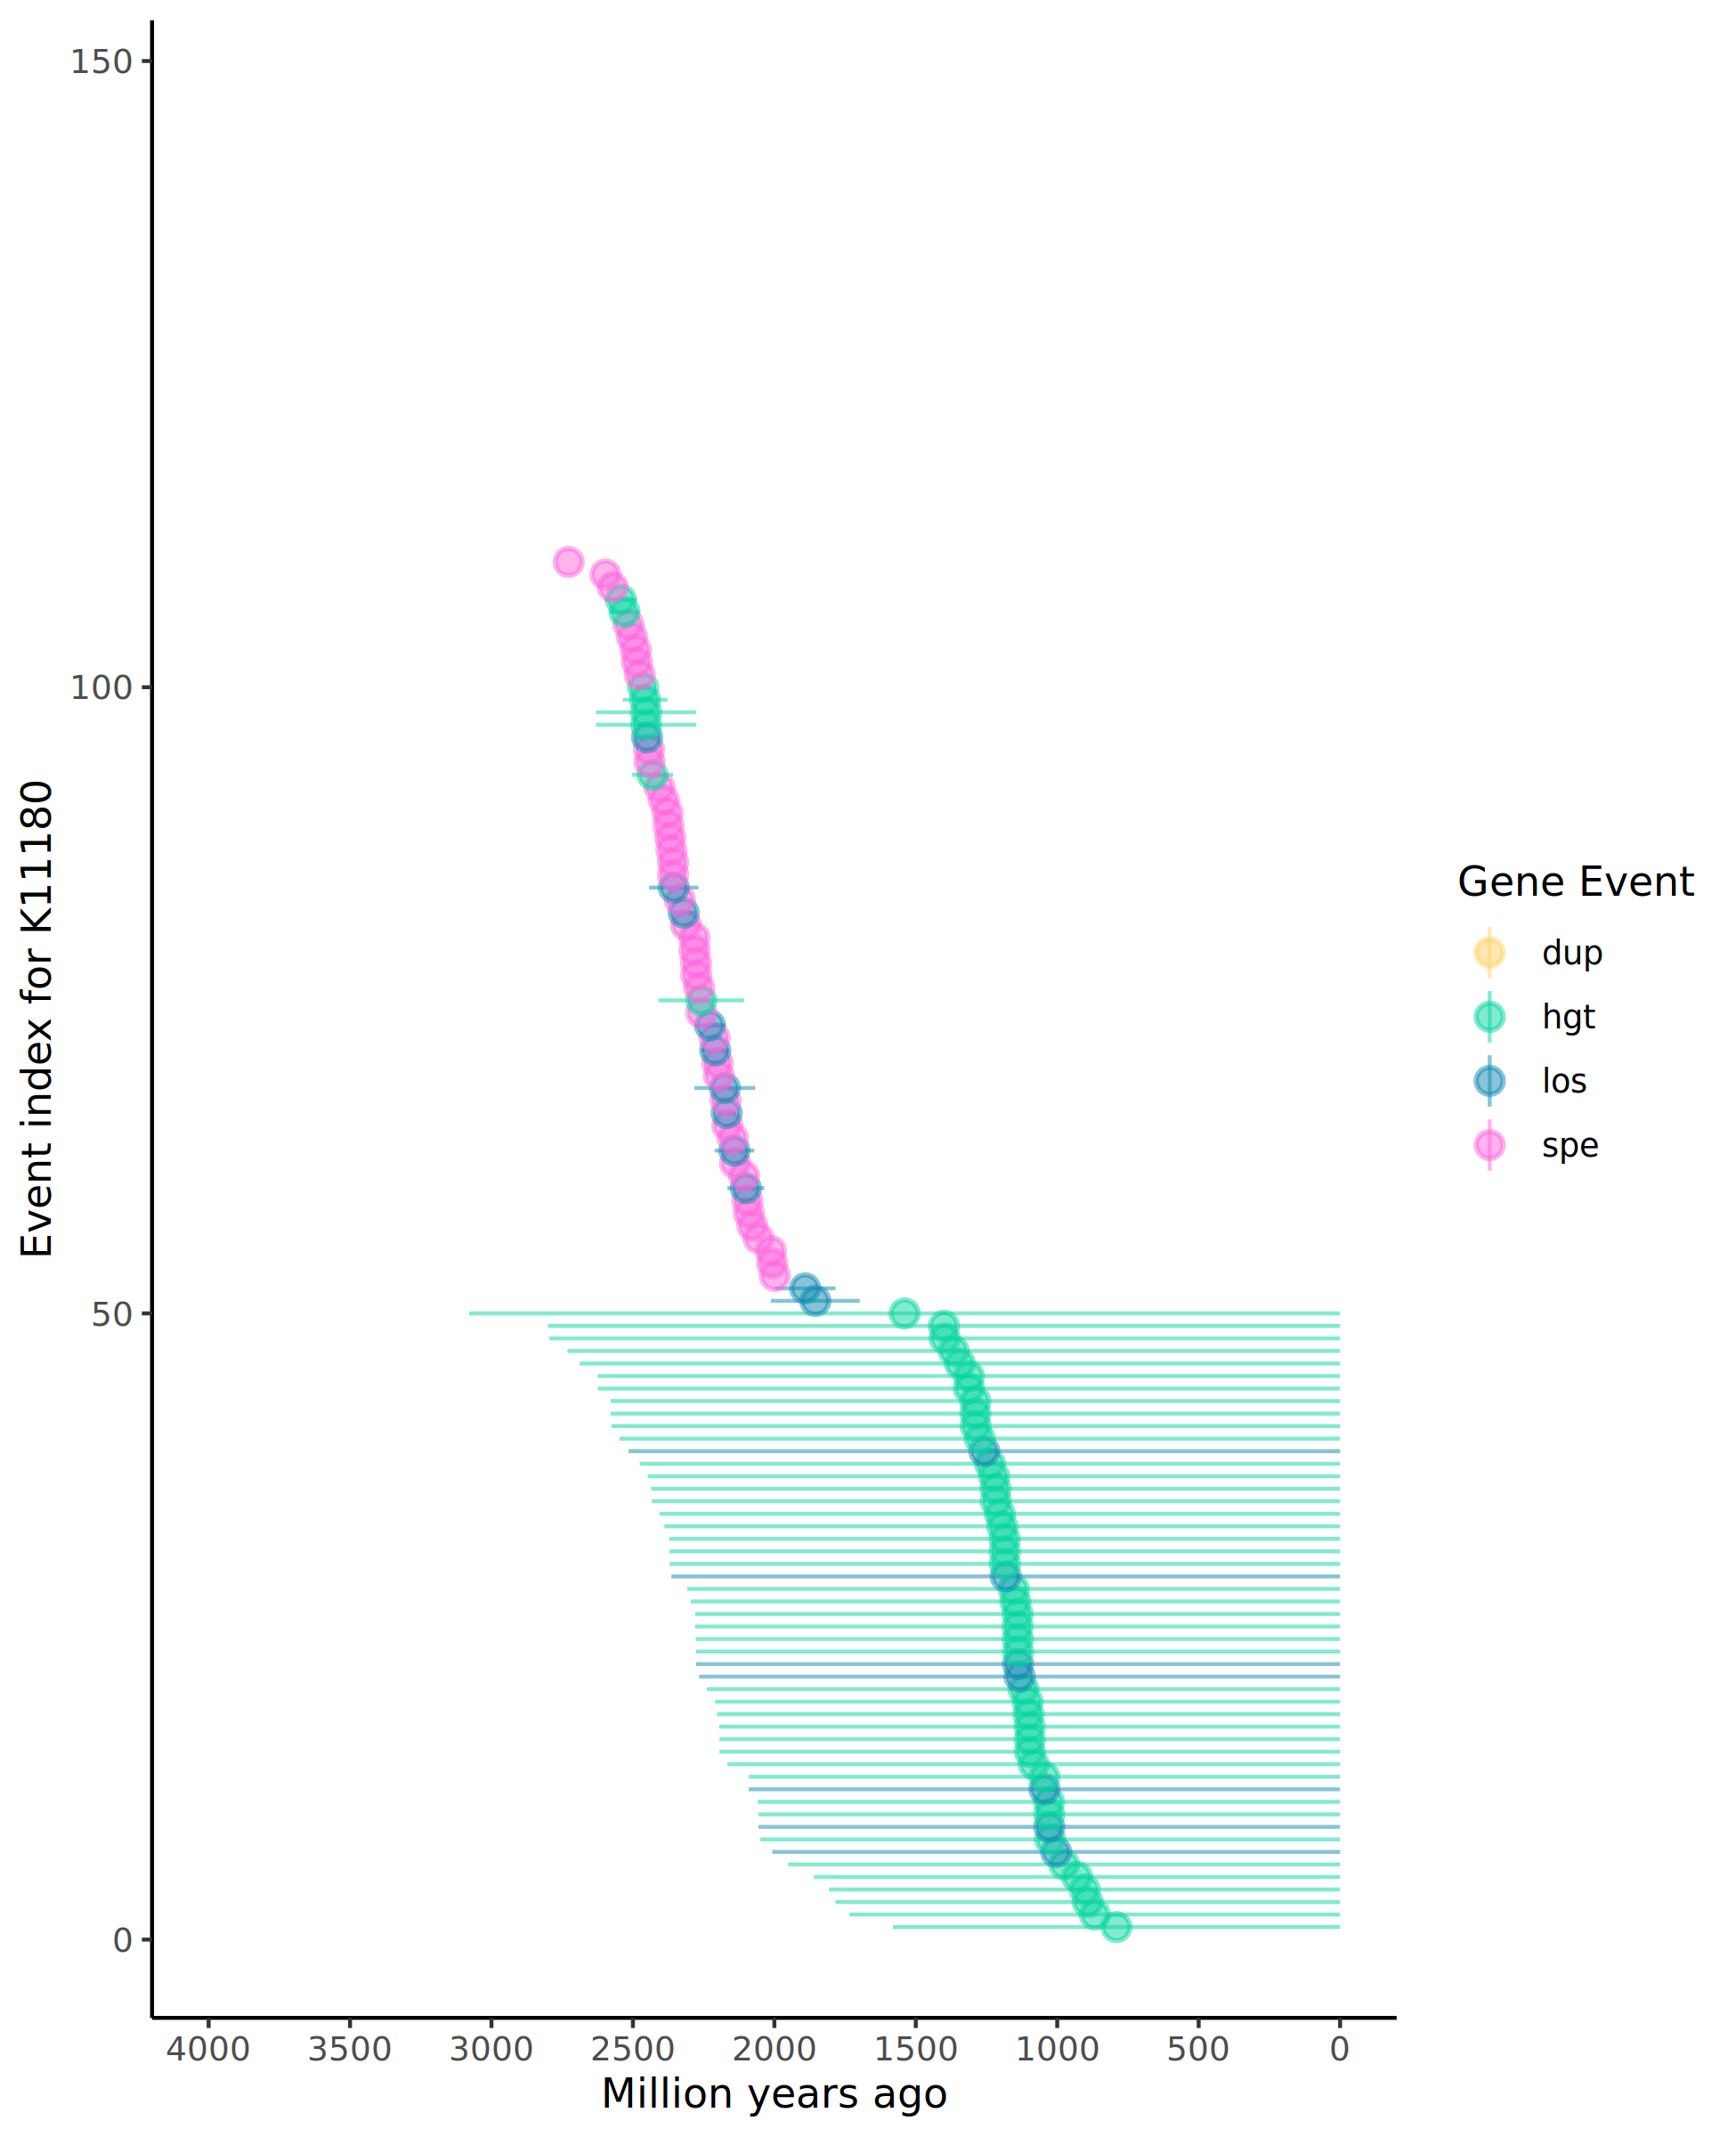 150
100
50
0
Event index for K11180
4000 3500 3000 2500 2000 1500 1000 500 0
Million years ago
Gene Event
dup
hgt
los
spe